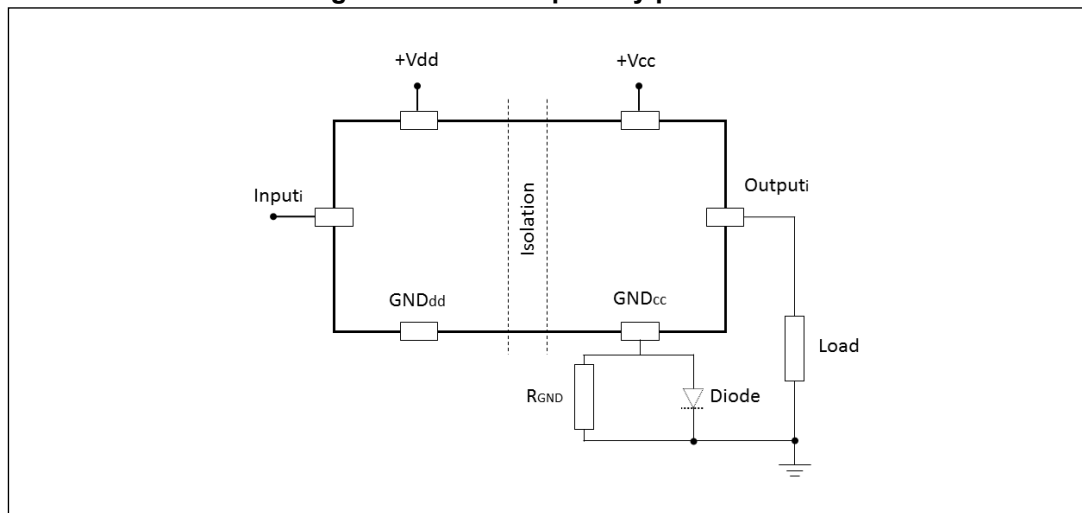 +Vdd
+Vcc
Inputi
Isolation
Outputi
GNDdd
GNDcc
Load
RGND
Diode